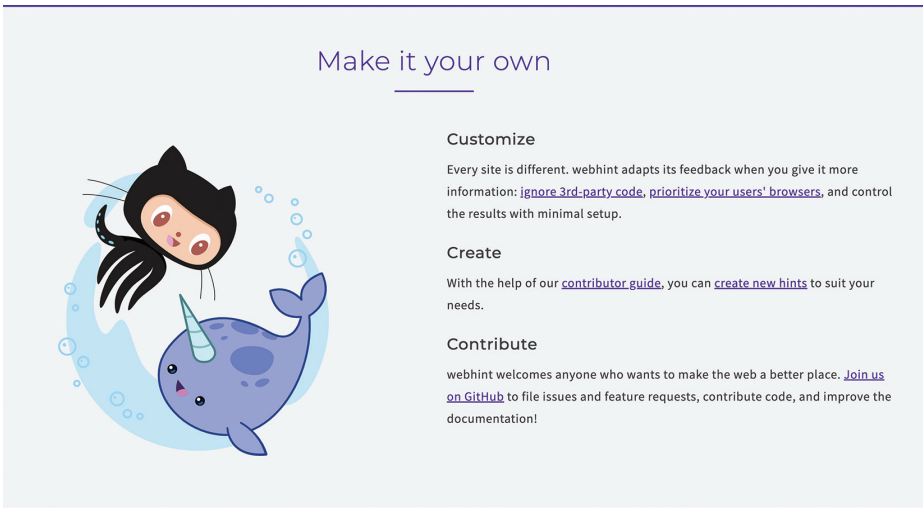 Make it your own
Customize
Every site is different. webhint adapts its feedback when you give it more
information: ignore 3rd-party code, prioritize your users' browsers, and control
the results with minimal setup.
Create
With the help of our contributor guide, you can create new hints to suit your
needs.
Contribute
webhint welcomes anyone who wants to make the web a better place. Join us
on GitHub to file issues and feature requests, contribute code, and improve the
documentation!